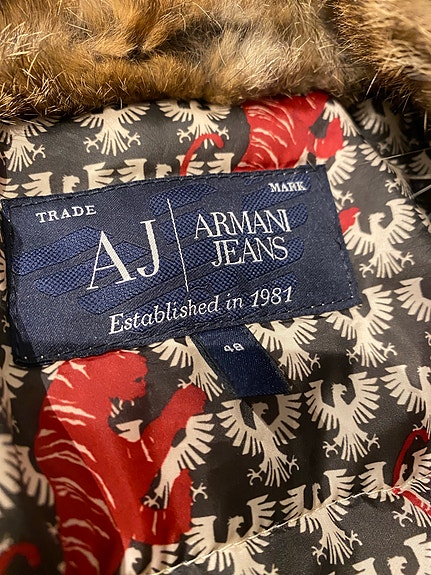 TRADE MARK
AJ ARMANI
JEANS
Established in 1981
48